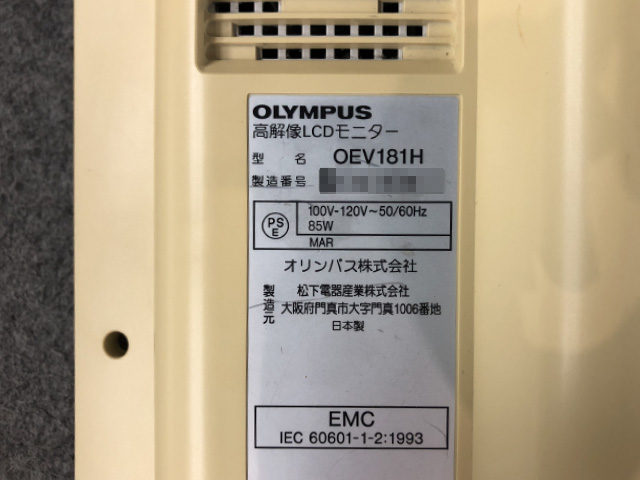 OLYMPUS
高解像LCDモニター
型 名 OEV181H
製造番号
PS E
100V-120V～50/60Hz
85W
MAR
オリンパス株式会社
製造元
松下電器産業株式会社
大阪府門真市大字門真1006番地
日本製
EMC
IEC 60601-1-2:1993